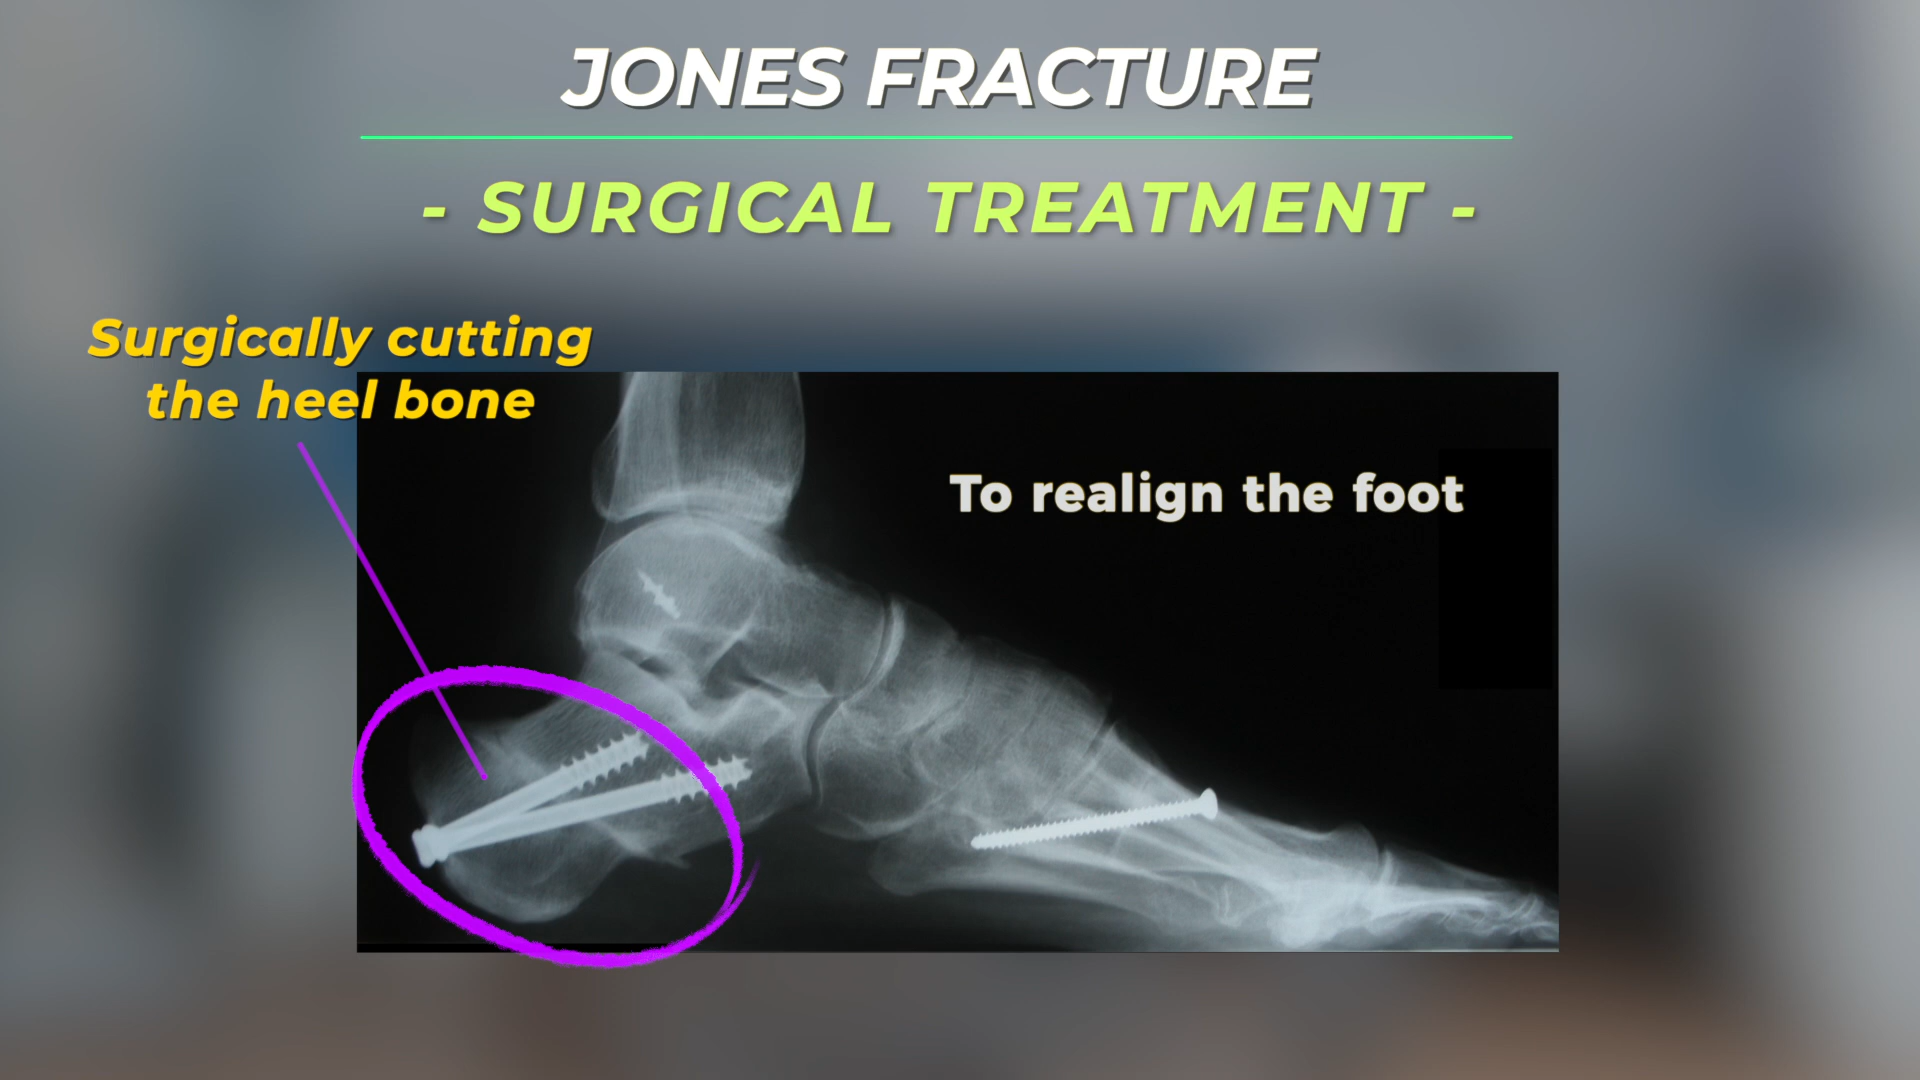 JONES FRACTURE
- SURGICAL TREATMENT -
Surgically cutting
the heel bone
To realign the foot